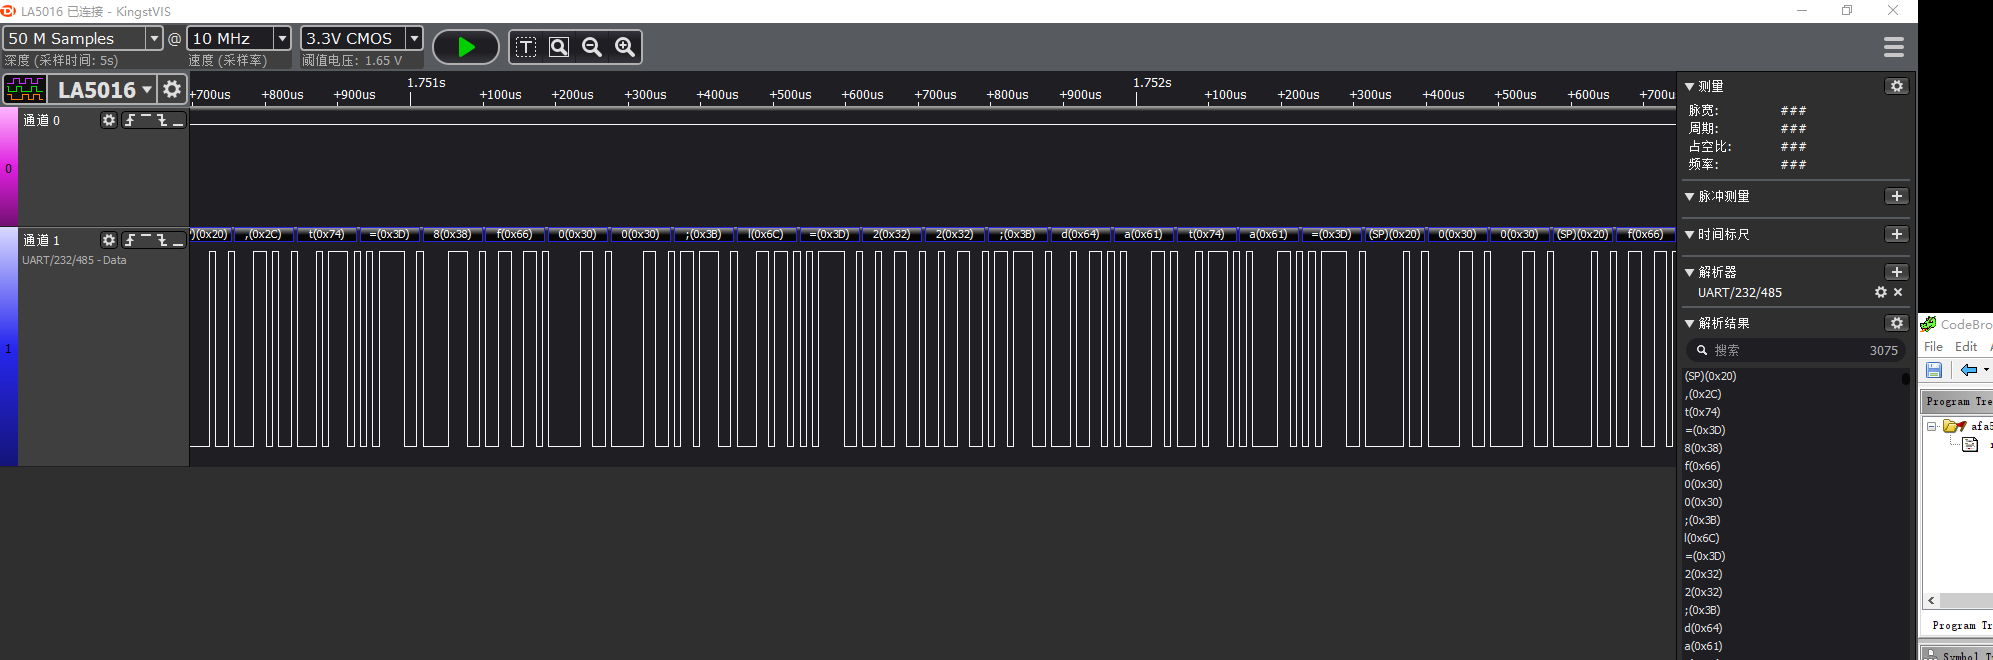 LA5016 已连接 - KingstVIS
50 M Samples @ 10 MHz 3.3V CMOS
深度 (采样时间: 5s) 速度 (采样率) 阈值电压: 1.65 V
LA5016
1.751s 1.752s
+700us +800us +900us +100us +200us +300us +400us +500us +600us +700us +800us +900us +100us +200us +300us +400us +500us +600us +700u
通道 0
0
通道 1
UART/232/485 - Data
1
)(0x20) ,(0x2C) t(0x74) =(0x3D) 8(0x38) f(0x66) 0(0x30) 0(0x30) ;(0x3B) l(0x6C) =(0x3D) 2(0x32) 2(0x32) ;(0x3B) d(0x64) a(0x61) t(0x74) a(0x61) =(0x3D) (SP)(0x20) 0(0x30) 0(0x30) (SP)(0x20) f(0x66)
测量
脉宽: ###
周期: ###
占空比: ###
频率: ###
脉冲测量
时间标尺
解析器
UART/232/485
解析结果
搜索 3075
(SP)(0x20)
,(0x2C)
t(0x74)
=(0x3D)
8(0x38)
f(0x66)
0(0x30)
0(0x30)
;(0x3B)
l(0x6C)
=(0x3D)
2(0x32)
2(0x32)
;(0x3B)
d(0x64)
a(0x61)
CodeBro
File Edit
Program Tre
afa5
Program Tr
Symbol T